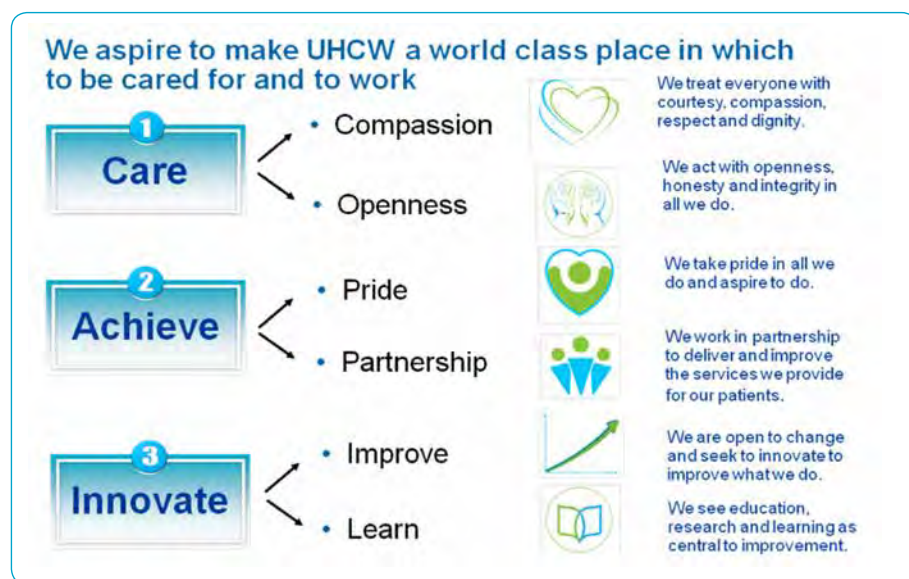 We aspire to make UHCW a world class place in which
to be cared for and to work
1
Care
• Compassion
We treat everyone with
courtesy, compassion,
respect and dignity.
• Openness
We act with openness,
honesty and integrity in
all we do.
2
Achieve
• Pride
We take pride in all we
do and aspire to do.
• Partnership
We work in partnership
to deliver and improve
the services we provide
for our patients.
3
Innovate
• Improve
We are open to change
and seek to innovate to
improve what we do.
• Learn
We see education,
research and learning as
central to improvement.